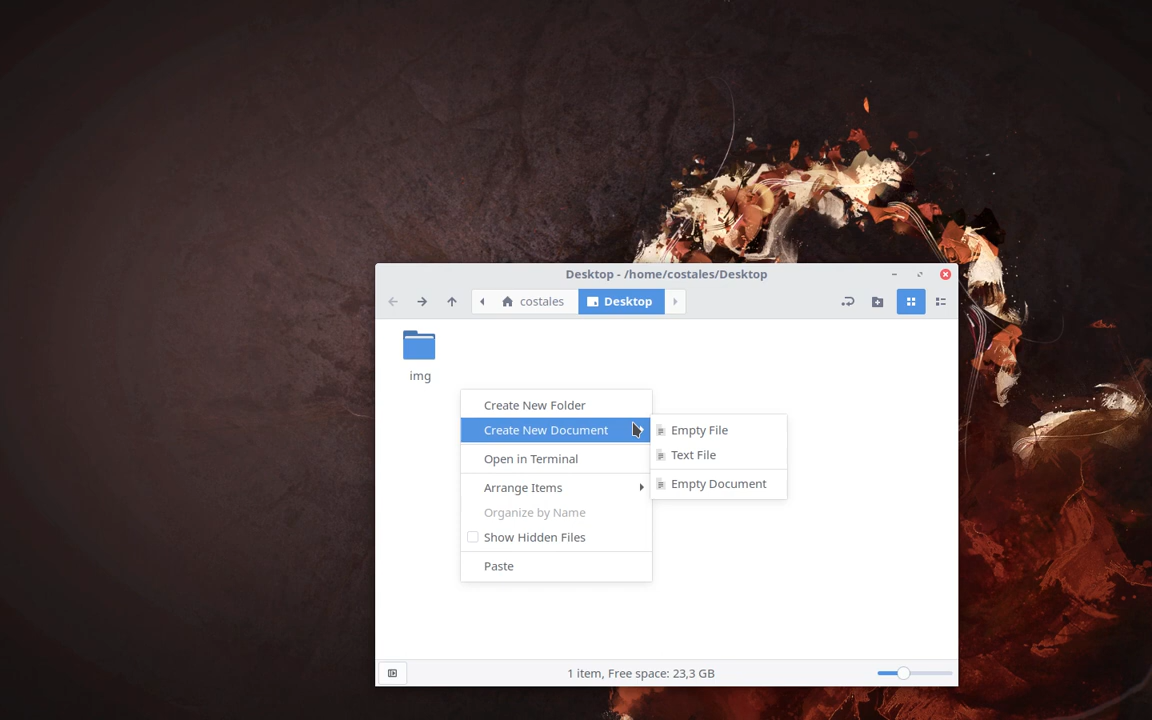 Desktop - /home/costales/Desktop
costales
Desktop
img
Create New Folder
Create New Document
Empty File
Text File
Open in Terminal
Empty Document
Arrange Items
Organize by Name
Show Hidden Files
Paste
1 item, Free space: 23,3 GB